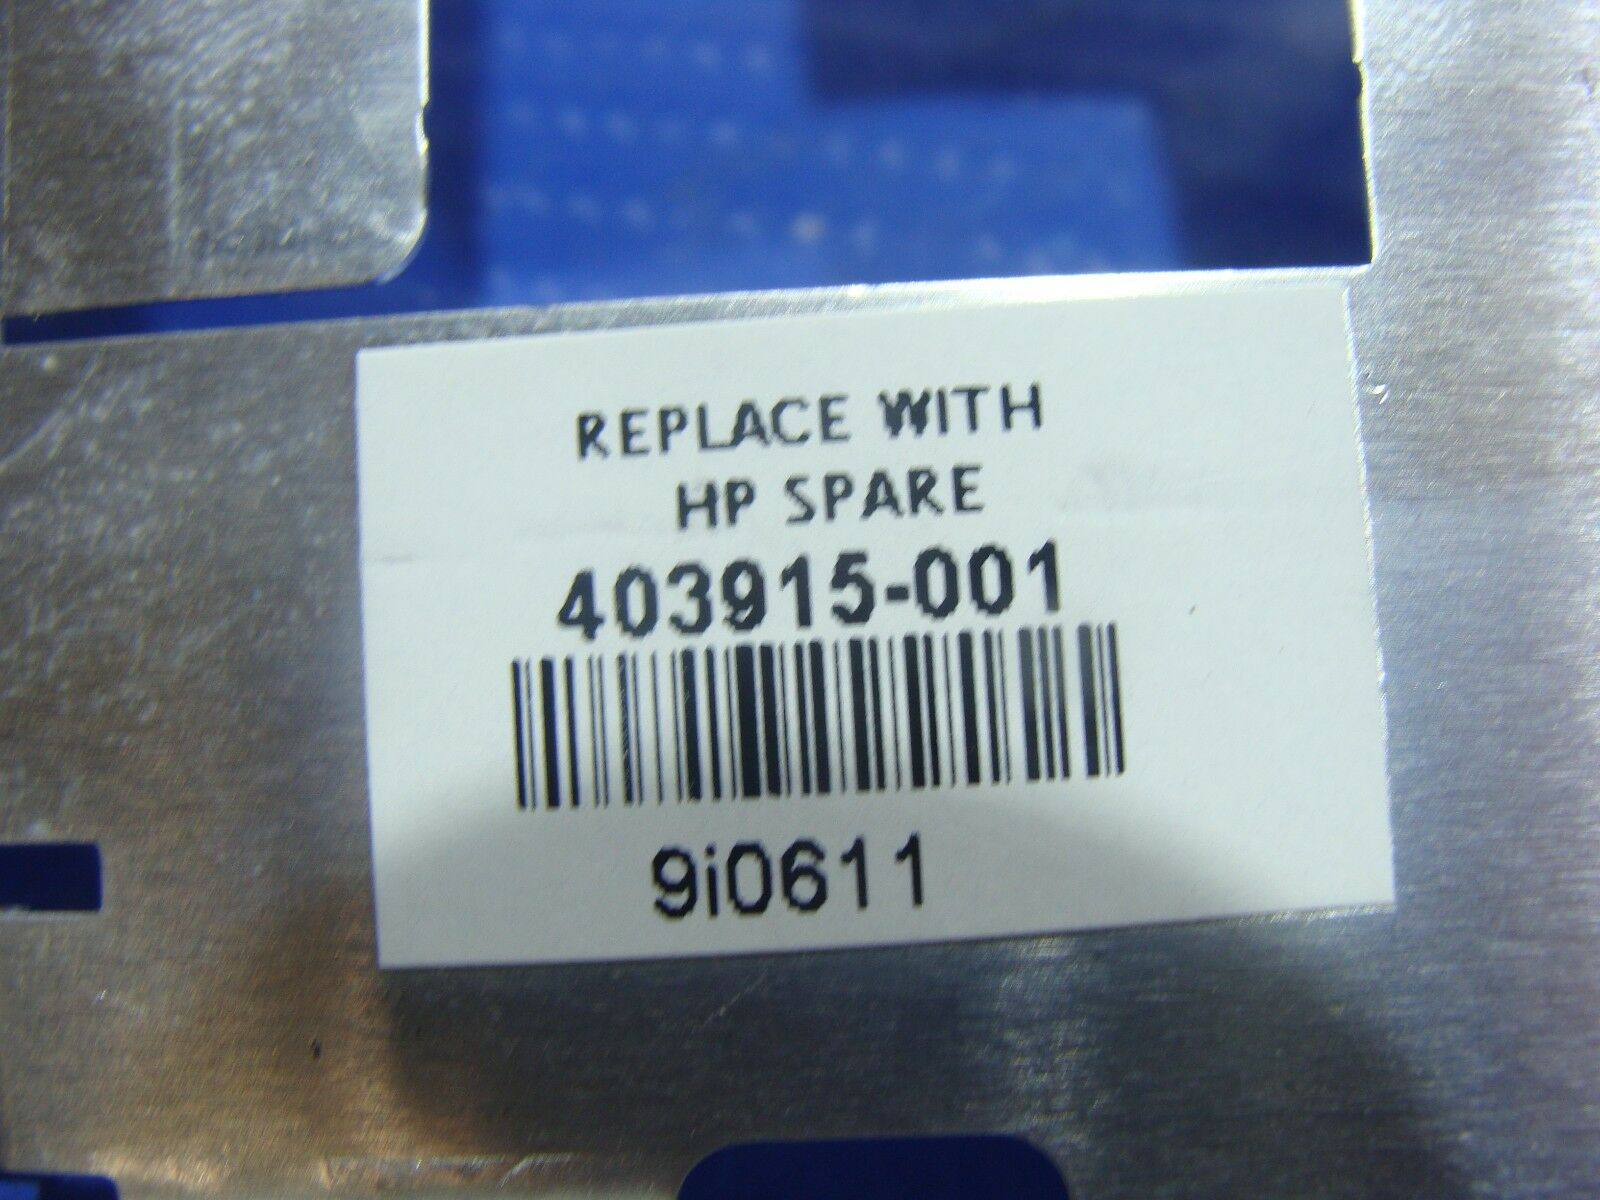 REPLACE WITH
HP SPARE
403915-001
9i0611